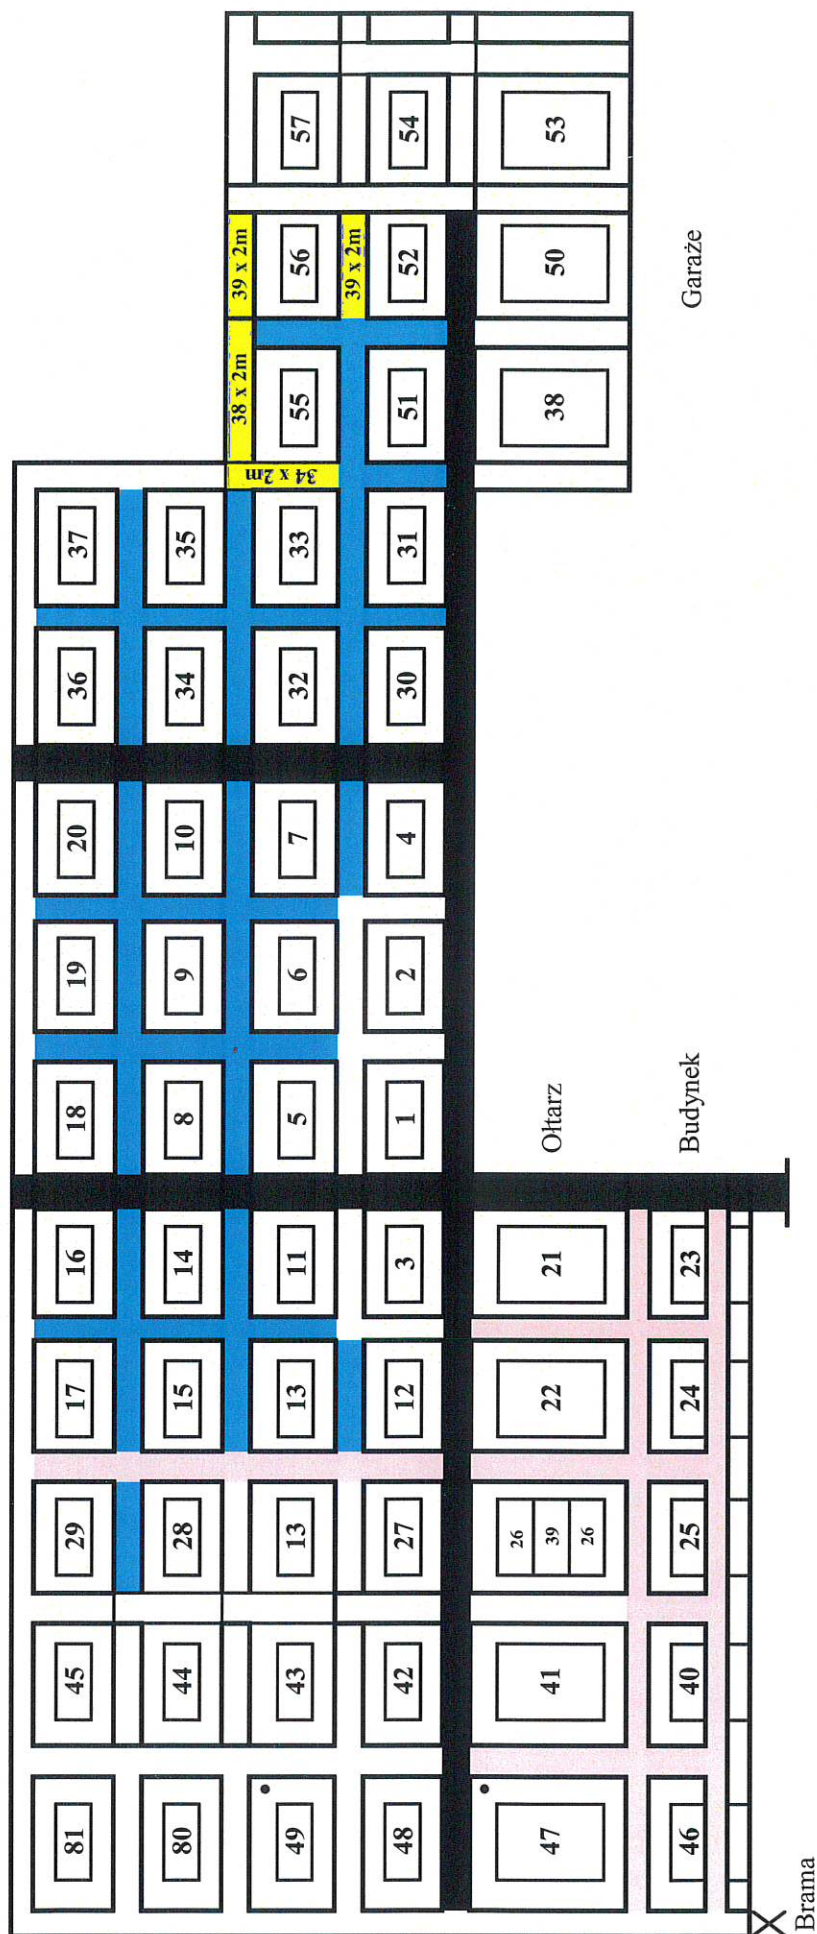 81 45 29 17 16 18 19 20 36 37
80 44 28 15 14 8 9 10 34 35
38 x 2m 39 x 2m
49 43 13 13 11 5 6 7 32 33 34 x 2m 55 56 57
39 x 2m
48 42 27 12 3 1 2 4 30 31 51 52 54
47 41 26 39 26 22 21 Ołtarz 38 50 53
46 40 25 24 23 Budynek Garaże
Brama